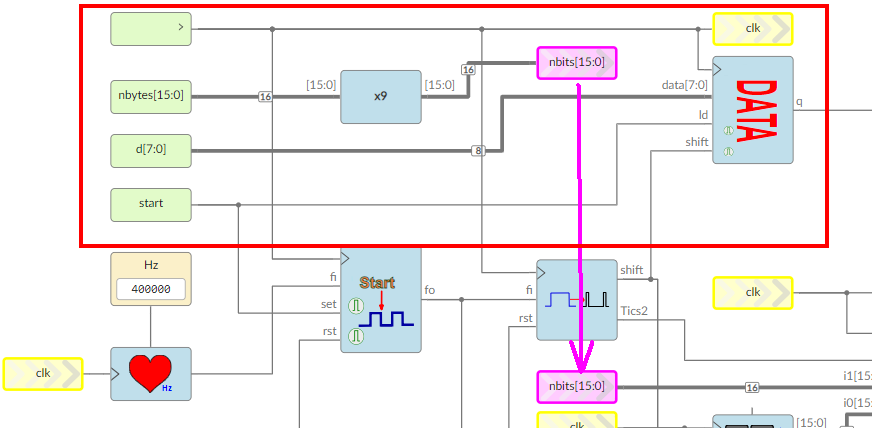 clk
16
nbits[15:0]
nbytes[15:0]
16
[15:0]
x9
[15:0]
data[7:0]
DATA
q
ld
d[7:0]
8
shift
start
Hz
400000
Start
fi
fo
set
rst
shift
fi
Tics2
rst
clk
clk
Hz
nbits[15:0]
16
i1[15:
i0[15:
clk
[15:0]